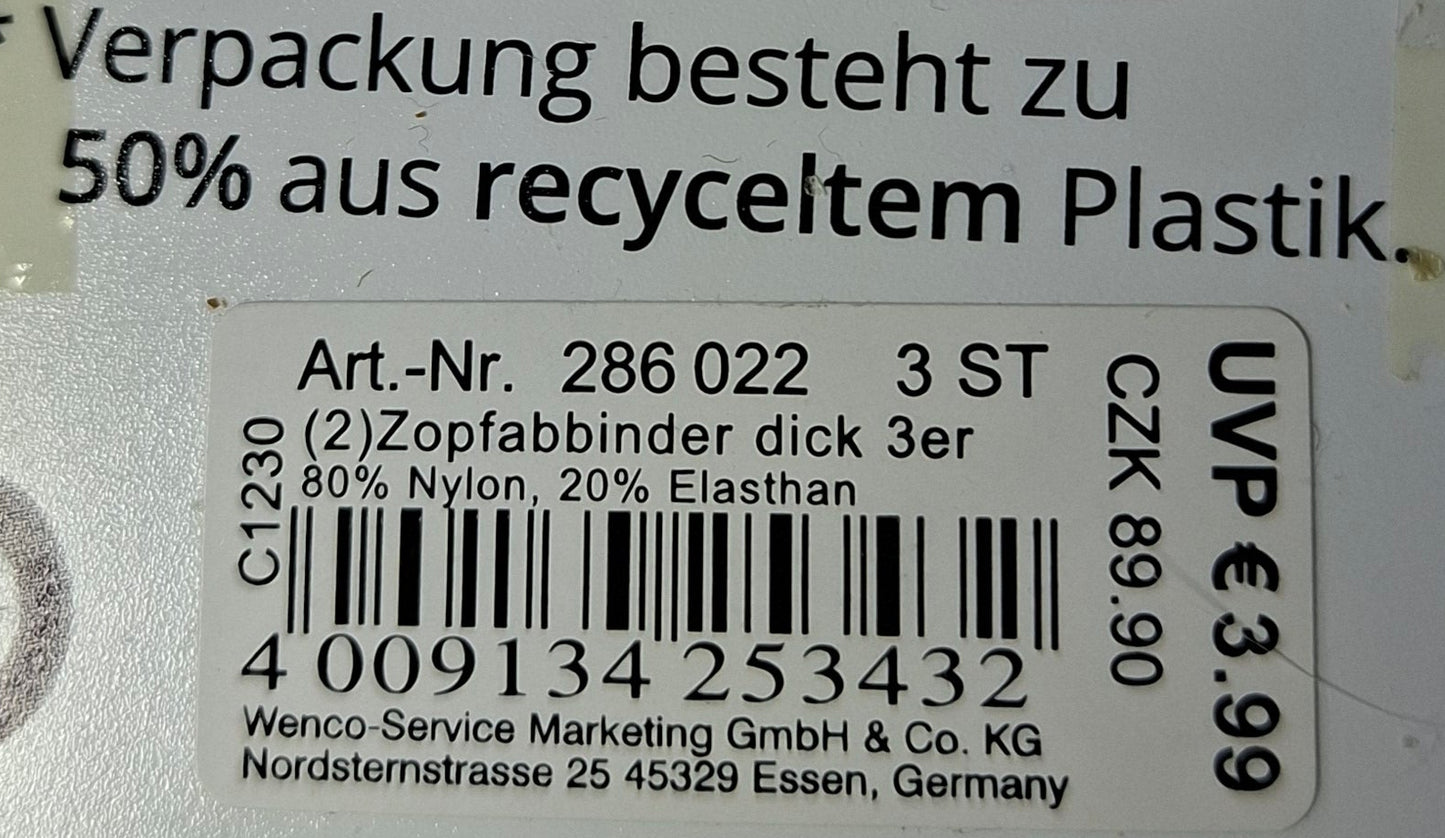 * Verpackung besteht zu
50% aus recyceltem Plastik.
Art.-Nr. 286 022 3 ST
(2)Zopfabbinder dick 3er
80% Nylon, 20% Elasthan
C1230
4 009134 253432
Wenco-Service Marketing GmbH & Co. KG
Nordsternstrasse 25 45329 Essen, Germany
CZK 89.90
UVP € 3.99